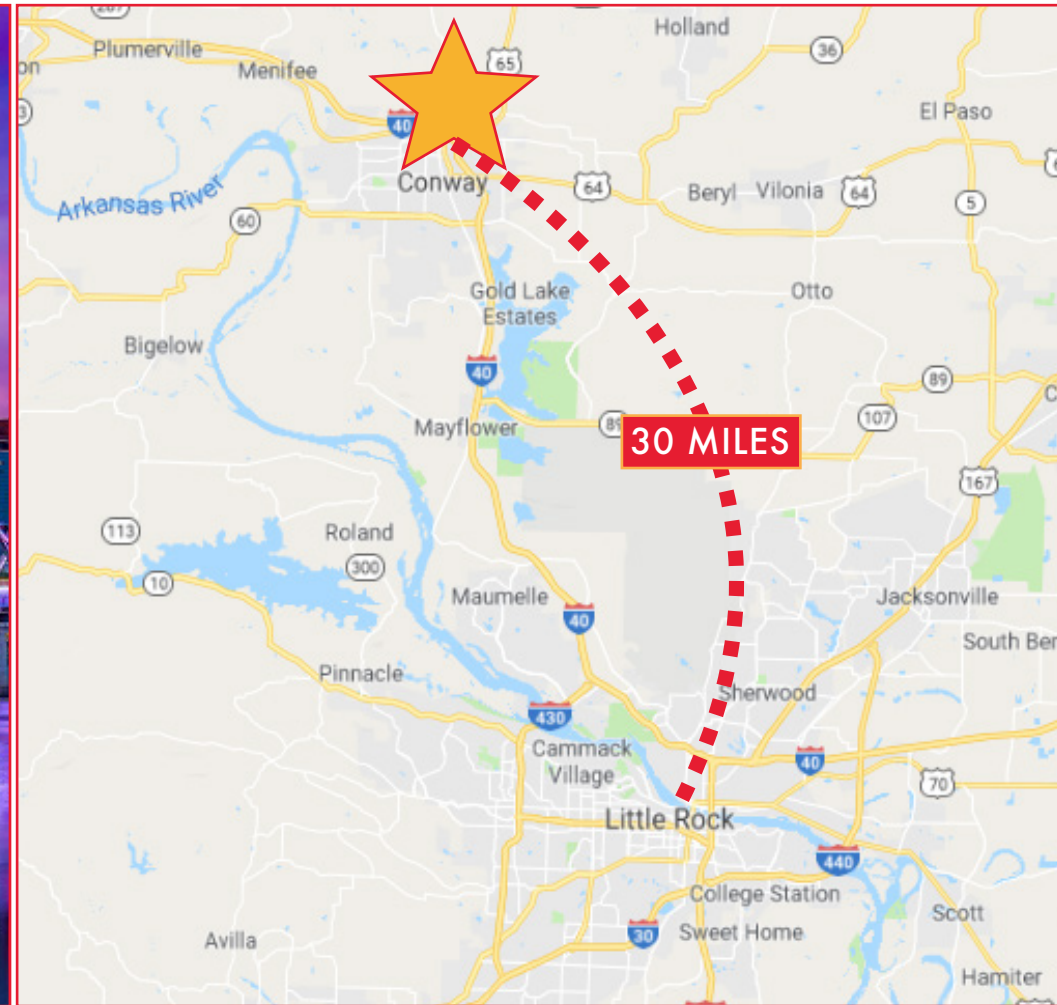 Plumerville
Holland
36
65
Menifee
40
El Paso
Conway
64
Beryl
Vilonia
64
5
Arkansas River
60
Gold Lake
Estates
Otto
Bigelow
40
89
107
Mayflower
30 MILES
167
113
Roland
300
10
Maumelle
40
Jacksonville
South Ber
Pinnacle
Sherwood
430
Cammack
Village
40
70
Little Rock
440
College Station
Scott
30
Sweet Home
Avilla
Hamiter